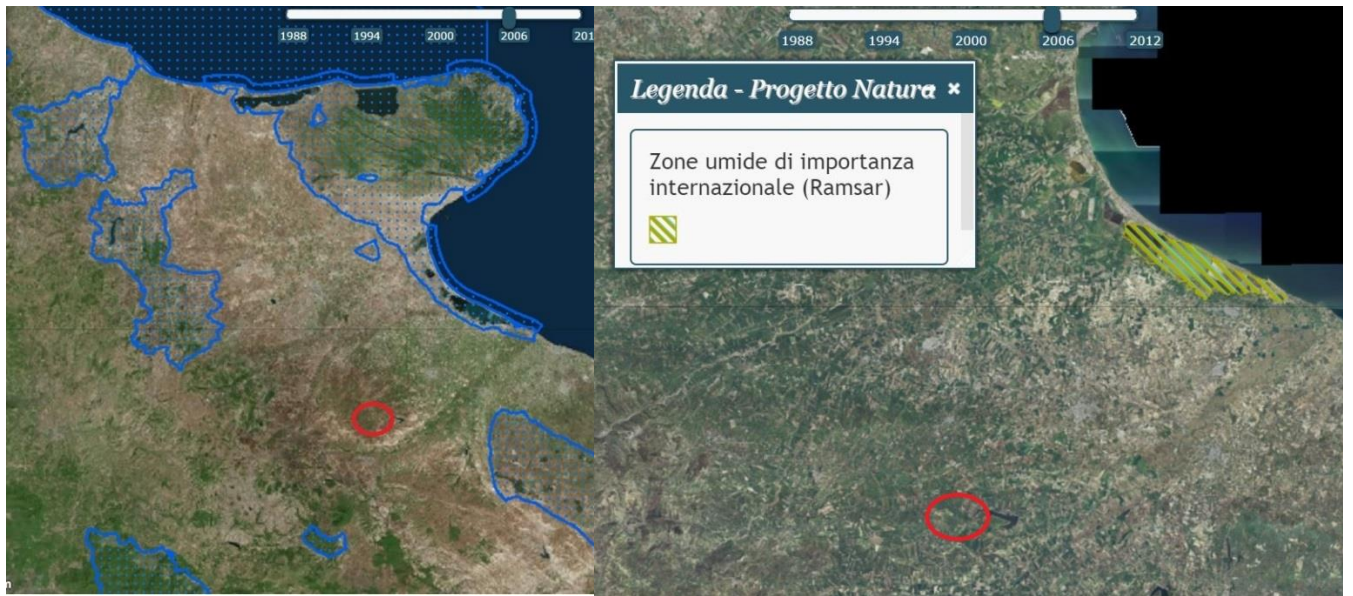 1988 1994 2000 2006 201
1988 1994 2000 2006 2012
Legenda - Progetto Natura ×
Zone umide di importanza
internazionale (Ramsar)
m